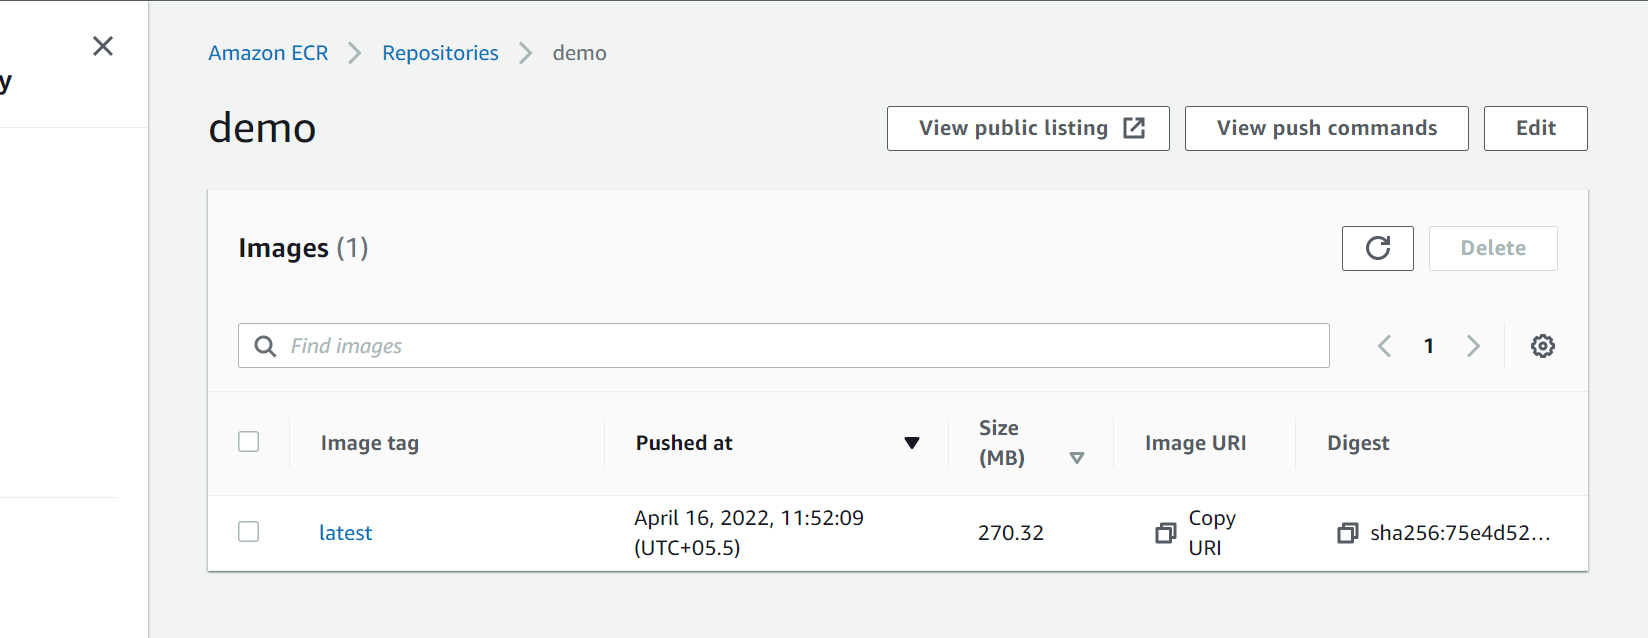 y
Amazon ECR > Repositories > demo
demo
View public listing View push commands Edit
Images (1)
Delete
Find images
1
Image tag Pushed at Size (MB) Image URI Digest
latest April 16, 2022, 11:52:09 (UTC+05.5) 270.32 Copy URI sha256:75e4d52...